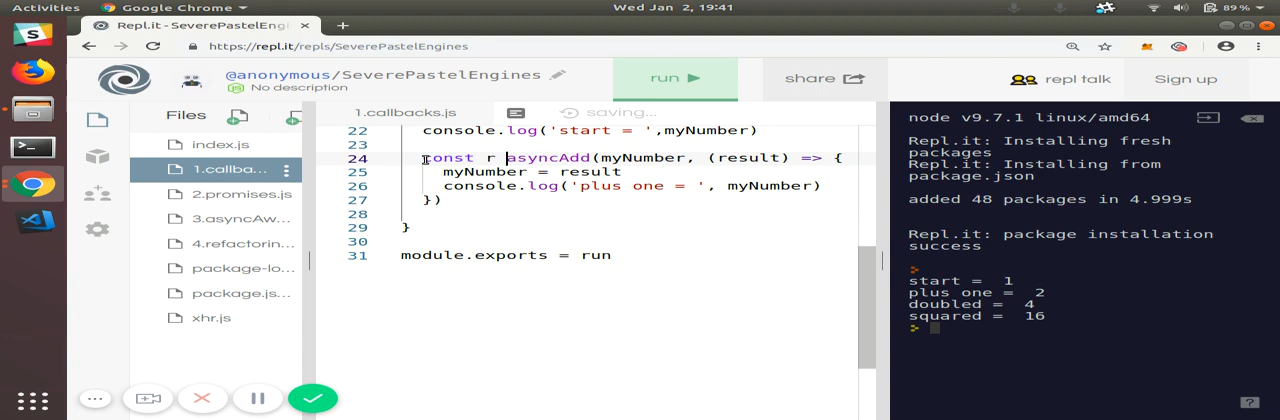 Activities
Google Chrome
Wed Jan 2, 19:41
89 %
Repl.it - SeverePastelEngi
https://repl.it/repls/SeverePastelEngines
@anonymous/SeverePastelEngines
No description
run
share
repl talk
Sign up
Files
index.js
1.callba...
2.promises.js
3.asyncAw...
4.refactorin...
package-lo...
package.js...
xhr.js
1.callbacks.js
saving...
22 console.log('start = ',myNumber)
23
24 const r asyncAdd(myNumber, (result) => {
25 myNumber = result
26 console.log('plus one = ', myNumber)
27 })
28
29 }
30
31 module.exports = run
node v9.7.1 linux/amd64
Repl.it: Installing fresh
packages
Repl.it: Installing from
package.json
added 48 packages in 4.999s
Repl.it: package installation
success
>
start = 1
plus one = 2
doubled = 4
squared = 16
>